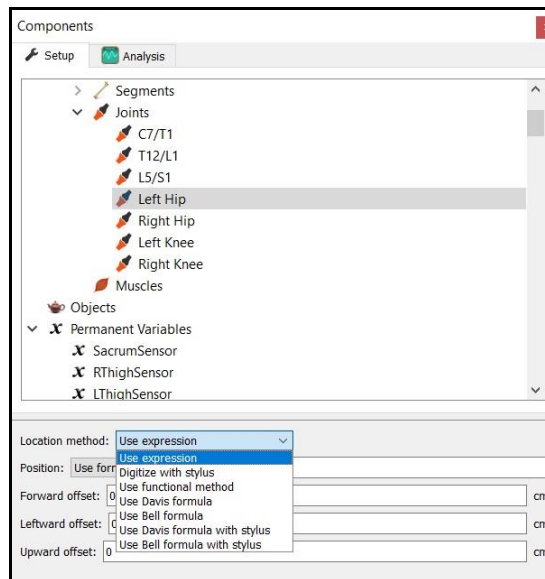 Components
Setup Analysis
Segments
Joints
C7/T1
T12/L1
L5/S1
Left Hip
Right Hip
Left Knee
Right Knee
Muscles
Objects
Permanent Variables
SacrumSensor
RThighSensor
LThighSensor
Location method: Use expression
Use expression
Position: Use for
Digitize with stylus
Use functional method
Forward offset: 0 cm
Use Davis formula
Use Bell formula
Leftward offset: cm
Use Davis formula with stylus
Use Bell formula with stylus
Upward offset: 0 cm